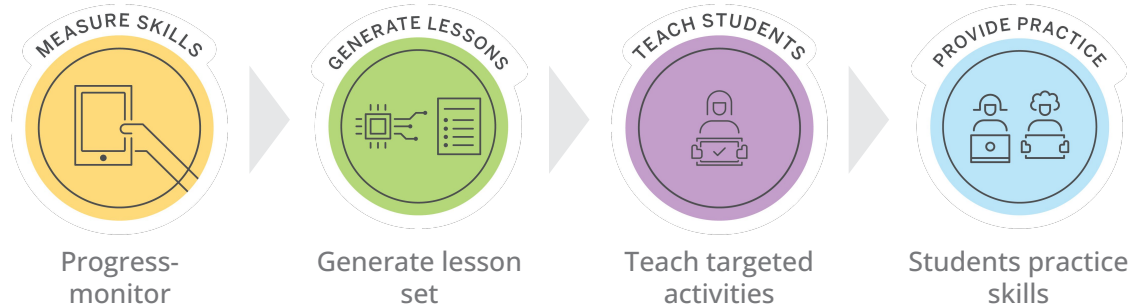 MEASURE SKILLS
GENERATE LESSONS
TEACH STUDENTS
PROVIDE PRACTICE
Progress-
monitor
Generate lesson
set
Teach targeted
activities
Students practice
skills